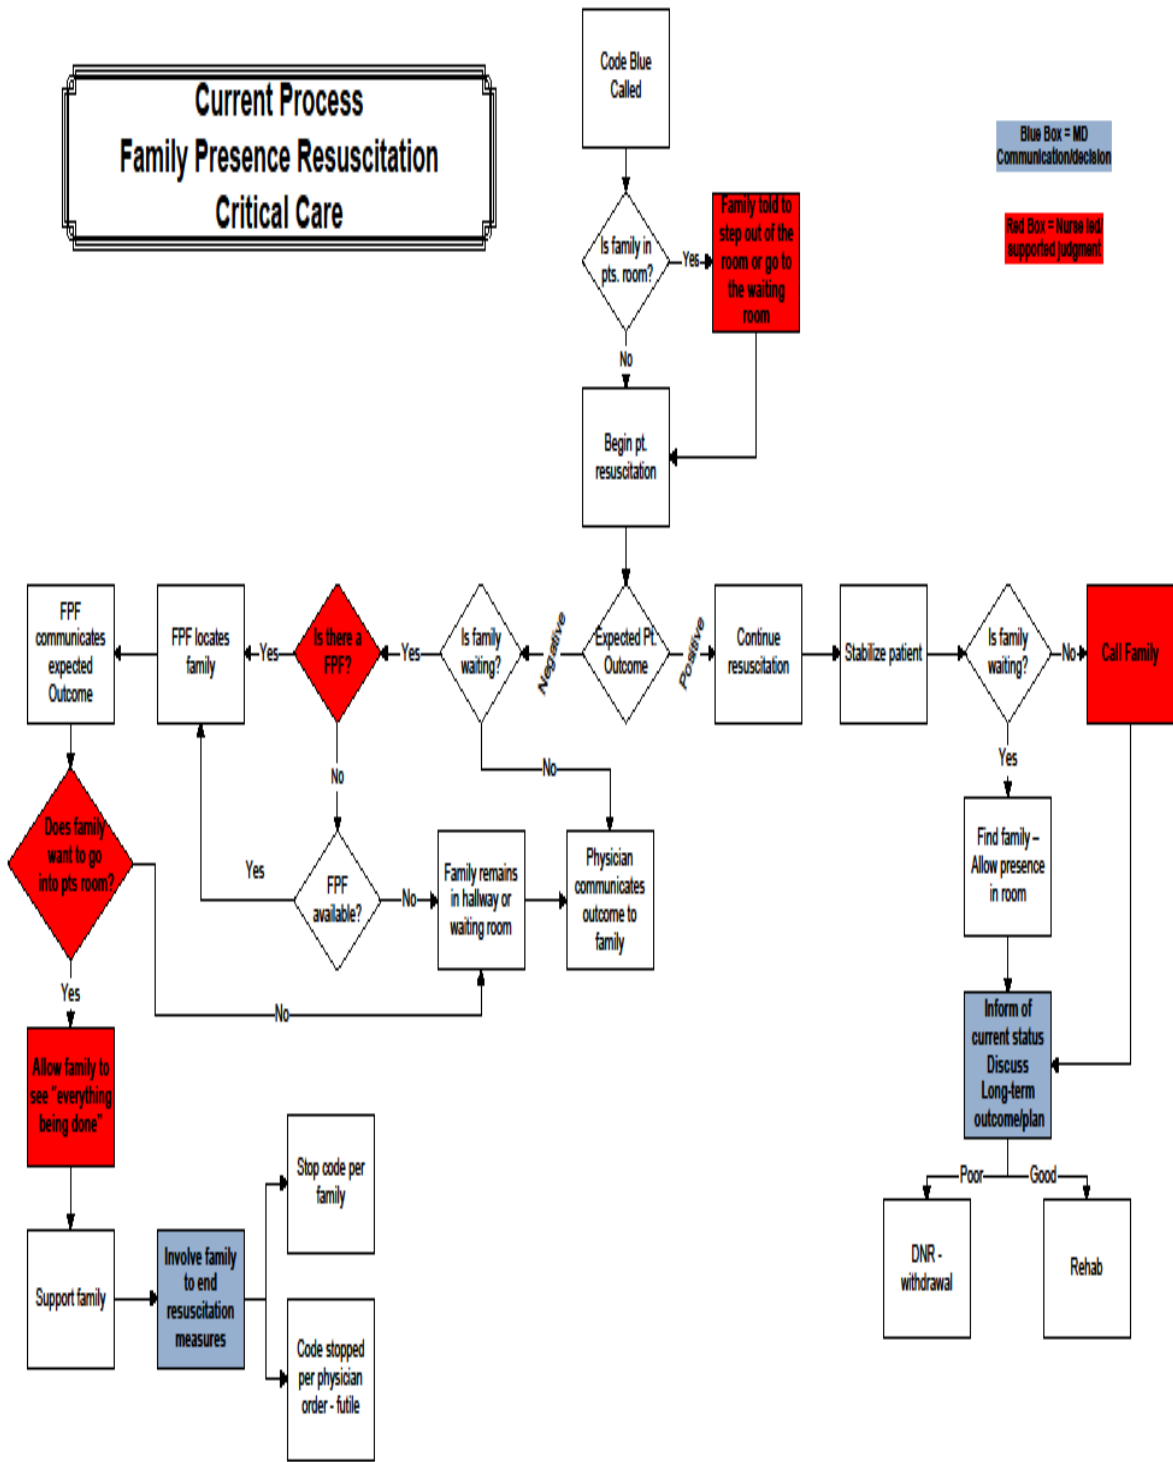 Current Process
Family Presence Resuscitation
Critical Care
Code Blue
Called
Blue Box = MD
Communication/decision
Red Box = Nurse led/
supported judgment
Is family in
pts. room?
Yes
Family told to
step out of the
room or go to
the waiting
room
No
Begin pt.
resuscitation
Expected Pt.
Outcome
Negative
Positive
Is family
waiting?
Yes
Is there a
FPF?
Yes
FPF locates
family
FPF
communicates
expected
Outcome
Continue
resuscitation
Stabilize patient
Is family
waiting?
No
Call Family
Yes
No
No
Does family
want to go
into pts room?
Yes
FPF
available?
No
Family remains
in hallway or
waiting room
Physician
communicates
outcome to
family
Find family –
Allow presence
in room
Yes
No
Allow family to
see "everything
being done"
Inform of
current status
Discuss
Long-term
outcome/plan
Poor
Good
DNR -
withdrawal
Rehab
Support family
Involve family
to end
resuscitation
measures
Stop code per
family
Code stopped
per physician
order - futile